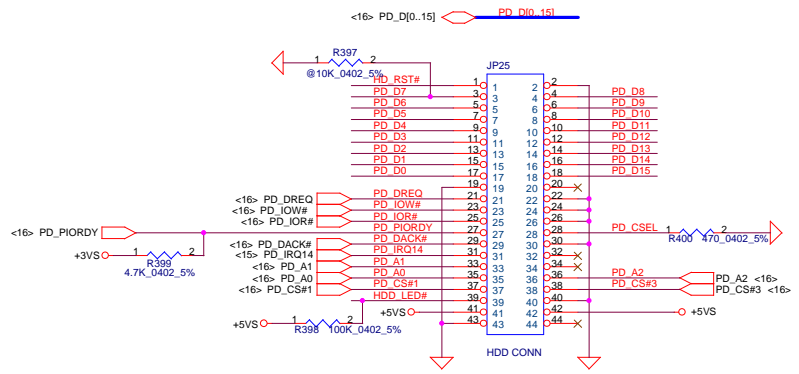 <16> PD_D[0..15] PD_D[0..15]
R397
1 2
@10K_0402_5%
JP25
HD_RST# 1 1 2 2
PD_D7 3 3 4 4 PD_D8
PD_D6 5 5 6 6 PD_D9
PD_D5 7 7 8 8 PD_D10
PD_D4 9 9 10 10 PD_D11
PD_D3 11 11 12 12 PD_D12
PD_D2 13 13 14 14 PD_D13
PD_D1 15 15 16 16 PD_D14
PD_D0 17 17 18 18 PD_D15
19 19 20 20
<16> PD_DREQ PD_DREQ 21 21 22 22
<16> PD_IOW# PD_IOW# 23 23 24 24
<16> PD_IOR# PD_IOR# 25 25 26 26
<16> PD_PIORDY PD_PIORDY 27 27 28 28 PD_CSEL 1 2
R400 470_0402_5%
<16> PD_DACK# PD_DACK# 29 29 30 30
<15> PD_IRQ14 PD_IRQ14 31 31 32 32
+3VS 1 2
R399
4.7K_0402_5%
<16> PD_A1 PD_A1 33 33 34 34
<16> PD_A0 PD_A0 35 35 36 36 PD_A2 PD_A2 <16>
<16> PD_CS#1 PD_CS#1 37 37 38 38 PD_CS#3 PD_CS#3 <16>
HDD_LED# 39 39 40 40
+5VS 41 41 42 42 +5VS
+5VS 1 2 43 43 44 44
R398 100K_0402_5%
HDD CONN